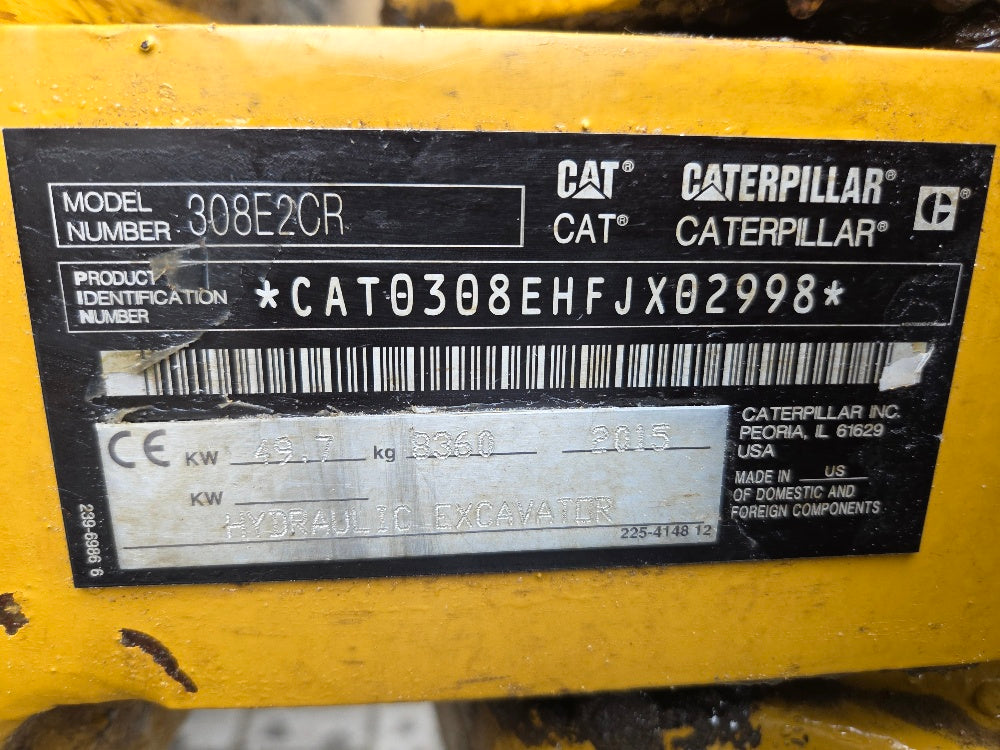 CAT® CATERPILLAR®
CAT® CATERPILLAR®
MODEL NUMBER 308E2CR
PRODUCT IDENTIFICATION NUMBER *CAT0308EHFJX02998*
CE KW 49.7 kg 8360 2015
KW
HYDRAULIC EXCAVATOR
225-4148 12
239-6986 6
CATERPILLAR INC.
PEORIA, IL 61629
USA
MADE IN US
OF DOMESTIC AND
FOREIGN COMPONENTS